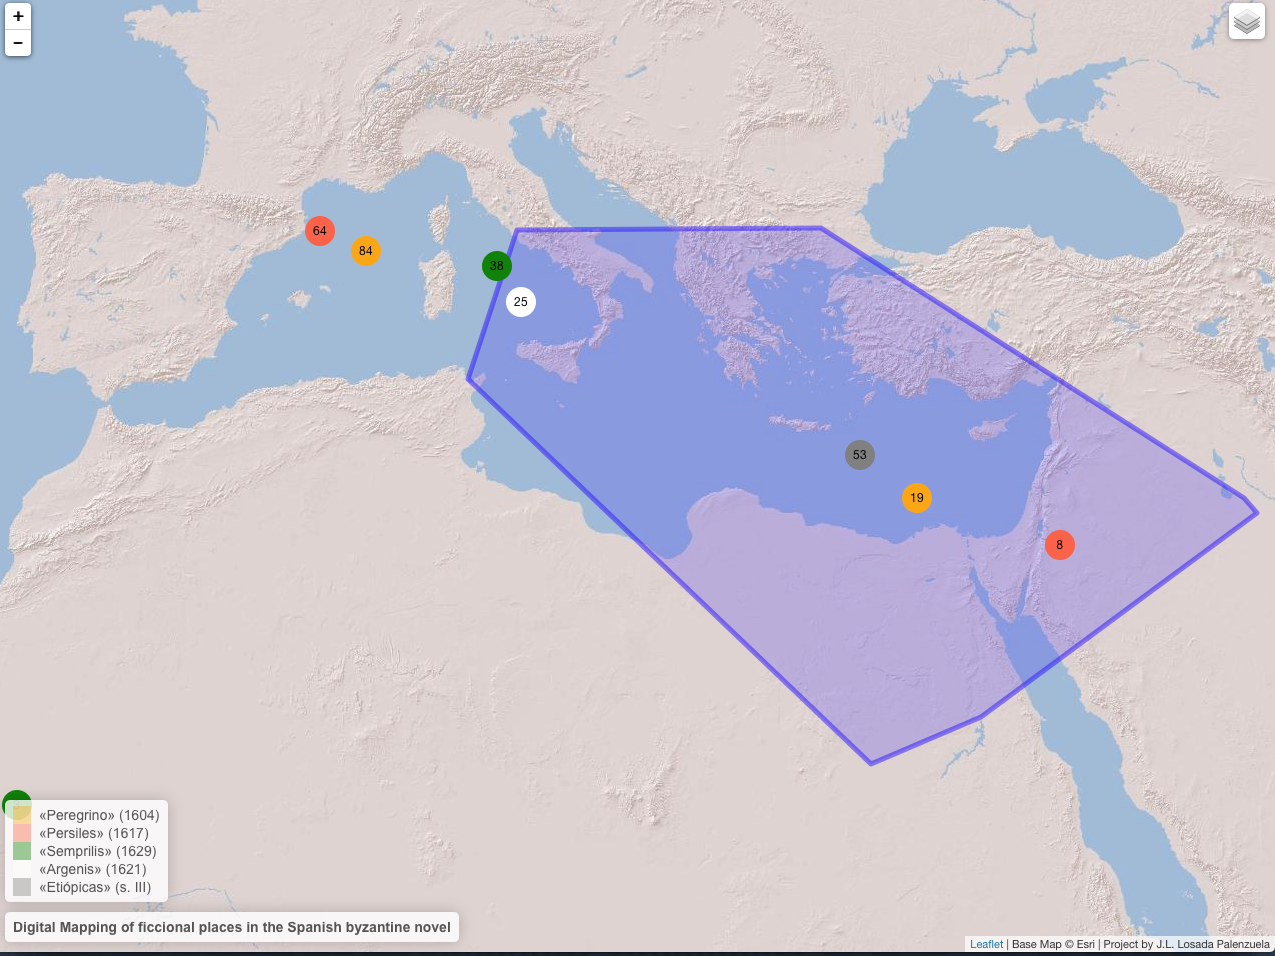 +
−
64
84
38
25
53
19
8
«Peregrino» (1604)
«Persiles» (1617)
«Semprilis» (1629)
«Argenis» (1621)
«Etiópicas» (s. III)
Digital Mapping of ficcional places in the Spanish byzantine novel
Leaflet | Base Map © Esri | Project by J.L. Losada Palenzuela